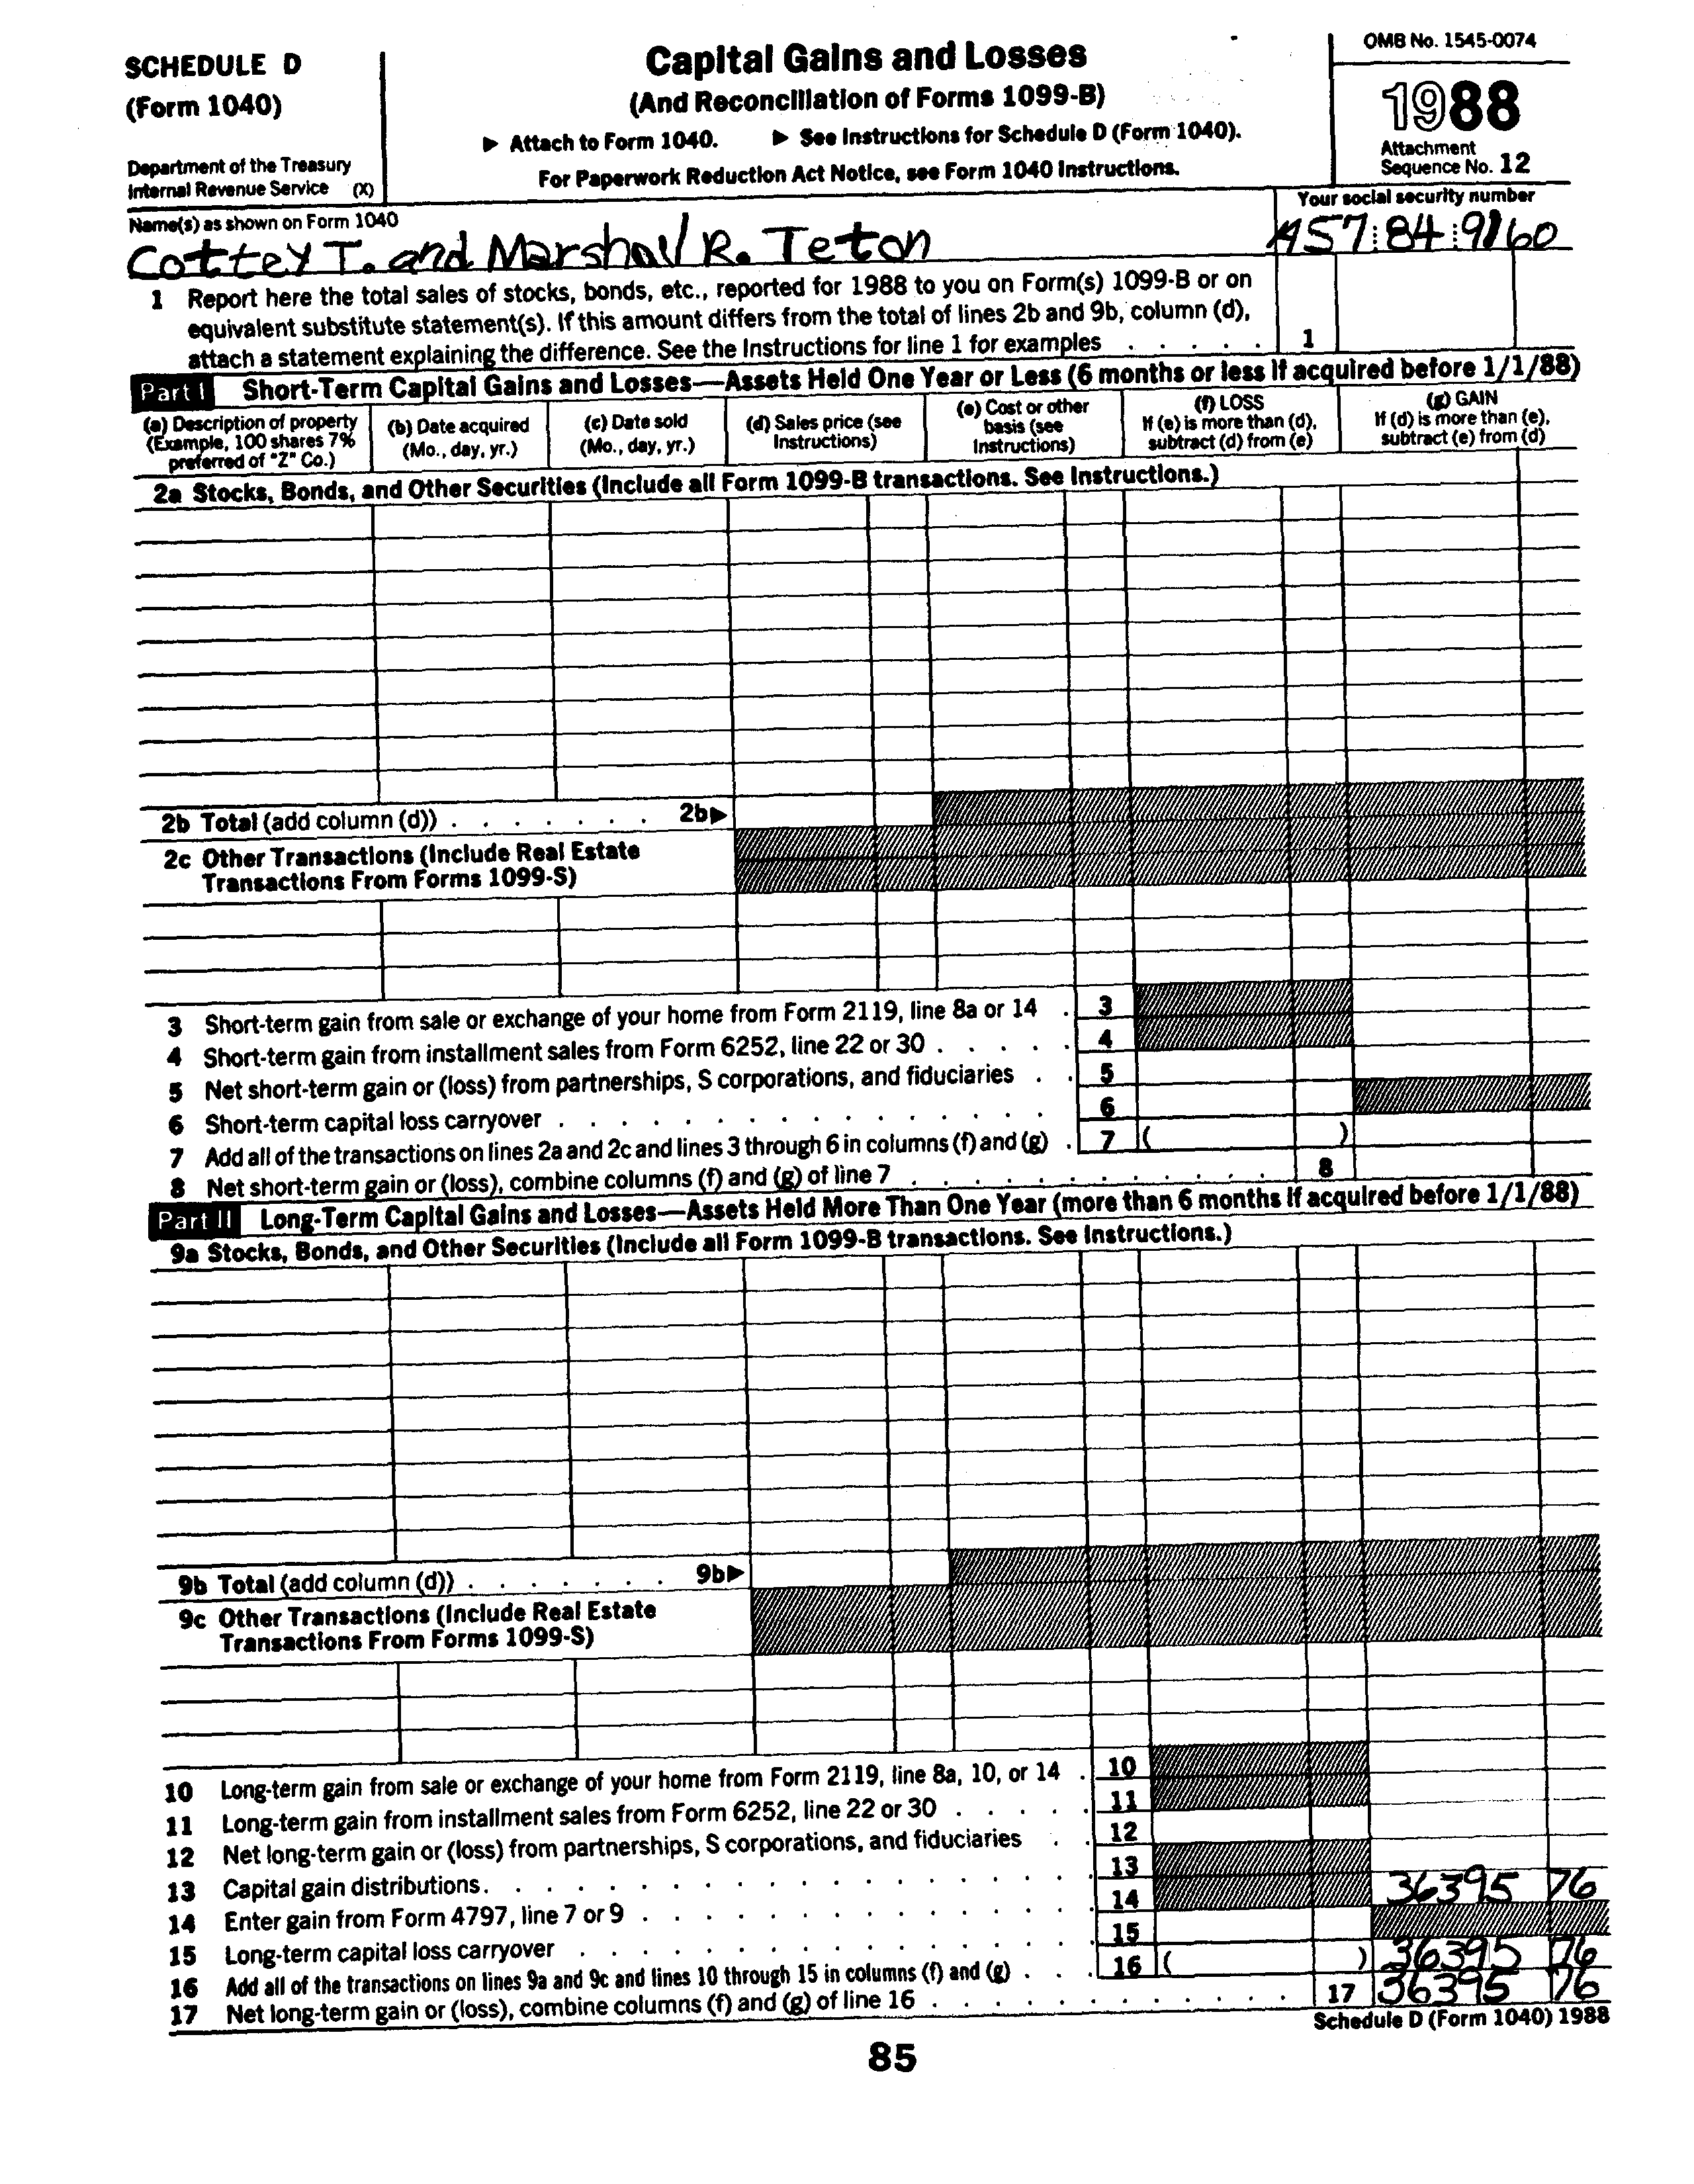 SCHEDULE D
(Form 1040)
Department of the Treasury
Internal Revenue Service (X)
Capital Gains and Losses
(And Reconciliation of Forms 1099-B)
▶ Attach to Form 1040. ▶ See Instructions for Schedule D (Form 1040).
For Paperwork Reduction Act Notice, see Form 1040 Instructions.
OMB No. 1545-0074
1988
Attachment
Sequence No. 12
Name(s) as shown on Form 1040
Cottey T. and Marshall R. Teton
Your social security number
457:84:9160
1 Report here the total sales of stocks, bonds, etc., reported for 1988 to you on Form(s) 1099-B or on
equivalent substitute statement(s). If this amount differs from the total of lines 2b and 9b, column (d),
attach a statement explaining the difference. See the Instructions for line 1 for examples . . . . . 1
Part I Short-Term Capital Gains and Losses—Assets Held One Year or Less (6 months or less if acquired before 1/1/88)
(a) Description of property
(Example, 100 shares 7%
preferred of "Z" Co.)
(b) Date acquired
(Mo., day, yr.)
(c) Date sold
(Mo., day, yr.)
(d) Sales price (see
Instructions)
(e) Cost or other
basis (see
Instructions)
(f) LOSS
If (e) is more than (d),
subtract (d) from (e)
(g) GAIN
If (d) is more than (e),
subtract (e) from (d)
2a Stocks, Bonds, and Other Securities (Include all Form 1099-B transactions. See Instructions.)
2b Total (add column (d)) . . . . . . . 2b▶
2c Other Transactions (Include Real Estate
Transactions From Forms 1099-S)
3 Short-term gain from sale or exchange of your home from Form 2119, line 8a or 14 . 3
4 Short-term gain from installment sales from Form 6252, line 22 or 30 . . . . . 4
5 Net short-term gain or (loss) from partnerships, S corporations, and fiduciaries . . 5
6 Short-term capital loss carryover . . . . . . . . . . . . . . . 6
7 Add all of the transactions on lines 2a and 2c and lines 3 through 6 in columns (f) and (g) . 7 ( )
8 Net short-term gain or (loss), combine columns (f) and (g) of line 7 . . . . . . . . . . . . 8
Part II Long-Term Capital Gains and Losses—Assets Held More Than One Year (more than 6 months if acquired before 1/1/88)
9a Stocks, Bonds, and Other Securities (Include all Form 1099-B transactions. See Instructions.)
9b Total (add column (d)) . . . . . . . 9b▶
9c Other Transactions (Include Real Estate
Transactions From Forms 1099-S)
10 Long-term gain from sale or exchange of your home from Form 2119, line 8a, 10, or 14 . 10
11 Long-term gain from installment sales from Form 6252, line 22 or 30 . . . . . 11
12 Net long-term gain or (loss) from partnerships, S corporations, and fiduciaries . . 12
13 Capital gain distributions. . . . . . . . . . . . . . . . . . 13
14 Enter gain from Form 4797, line 7 or 9 . . . . . . . . . . . . . 14 36395 76
15 Long-term capital loss carryover . . . . . . . . . . . . . . . 15
16 Add all of the transactions on lines 9a and 9c and lines 10 through 15 in columns (f) and (g) . . . 16 ( ) 36395 76
17 Net long-term gain or (loss), combine columns (f) and (g) of line 16 . . . . . . . . . . . . 17 36395 76
Schedule D (Form 1040) 1988
85